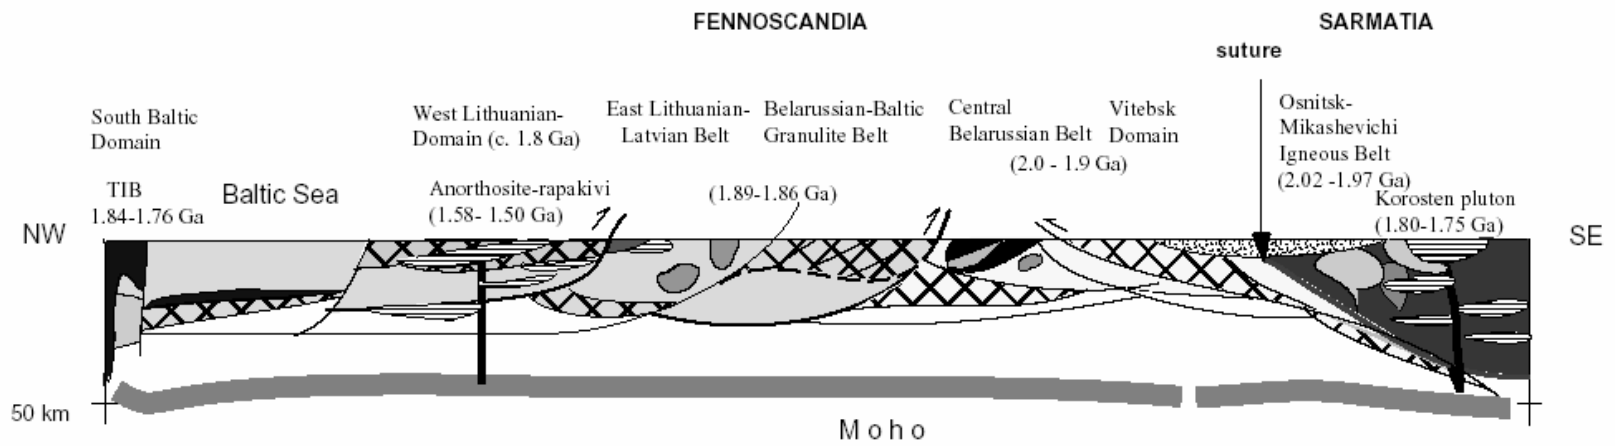 FENNOSCANDIA
SARMATIA
suture
South Baltic
Domain
West Lithuanian-
Domain (c. 1.8 Ga)
East Lithuanian-
Latvian Belt
Belarussian-Baltic
Granulite Belt
Central
Belarussian Belt
(2.0 - 1.9 Ga)
Vitebsk
Domain
Osnitsk-
Mikashevichi
Igneous Belt
(2.02 -1.97 Ga)
TIB
1.84-1.76 Ga
Baltic Sea
Anorthosite-rapakivi
(1.58- 1.50 Ga)
(1.89-1.86 Ga)
Korosten pluton
(1.80-1.75 Ga)
NW
SE
50 km
Moho